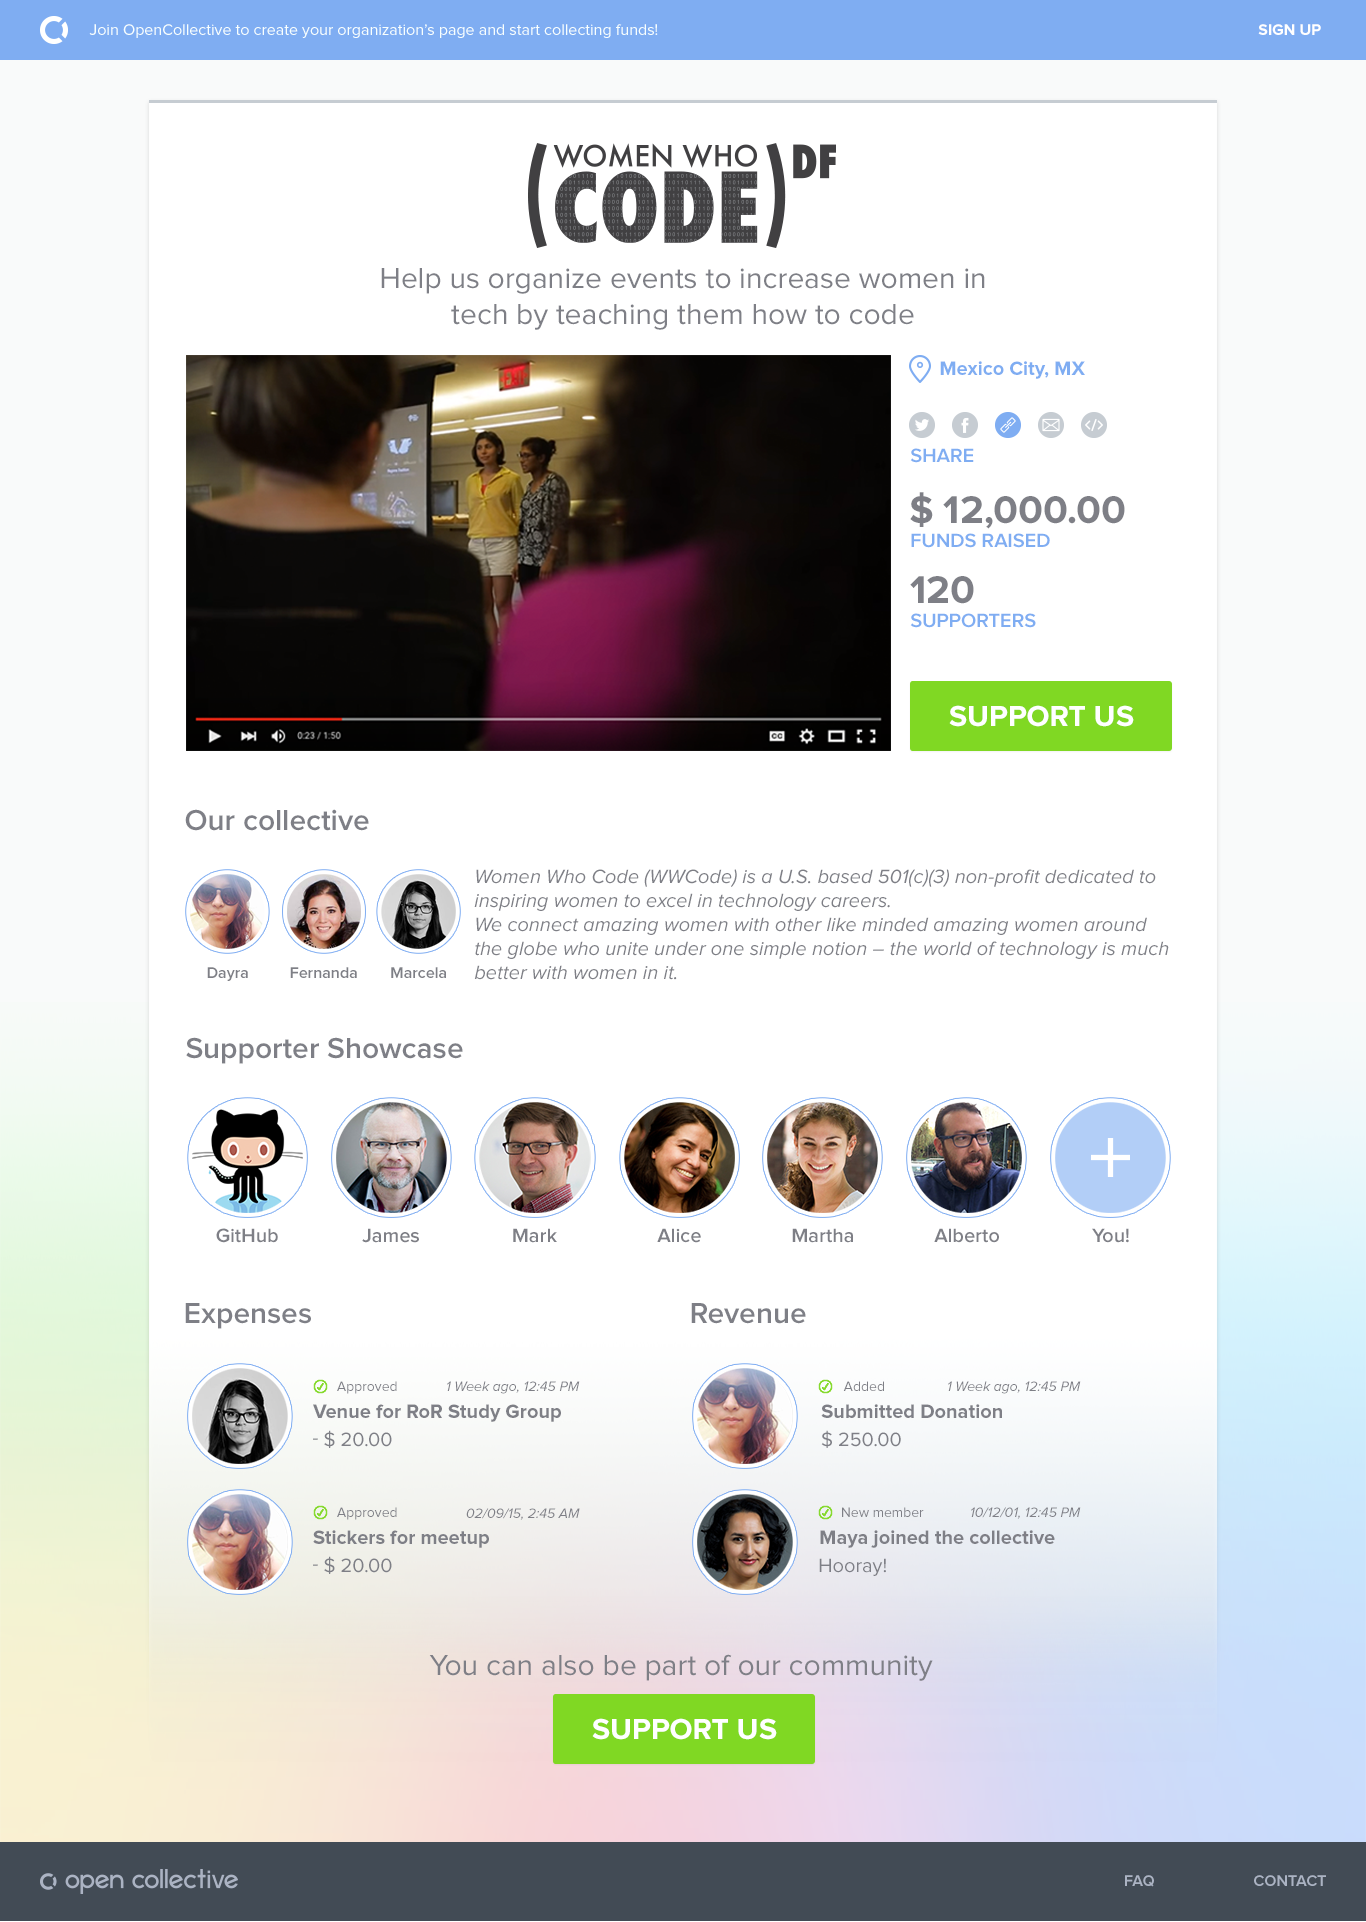 Join OpenCollective to create your organization's page and start collecting funds!
SIGN UP
(WOMEN WHO CODE) DF
Help us organize events to increase women in
tech by teaching them how to code
EXIT
0:23 / 1:50
CC
Mexico City, MX
SHARE
$ 12,000.00
FUNDS RAISED
120
SUPPORTERS
SUPPORT US
Our collective
Dayra
Fernanda
Marcela
Women Who Code (WWCode) is a U.S. based 501(c)(3) non-profit dedicated to
inspiring women to excel in technology careers.
We connect amazing women with other like minded amazing women around
the globe who unite under one simple notion – the world of technology is much
better with women in it.
Supporter Showcase
GitHub
James
Mark
Alice
Martha
Alberto
You!
Expenses
Approved
1 Week ago, 12:45 PM
Venue for RoR Study Group
- $ 20.00
Approved
02/09/15, 2:45 AM
Stickers for meetup
- $ 20.00
Revenue
Added
1 Week ago, 12:45 PM
Submitted Donation
$ 250.00
New member
10/12/01, 12:45 PM
Maya joined the collective
Hooray!
You can also be part of our community
SUPPORT US
open collective
FAQ
CONTACT